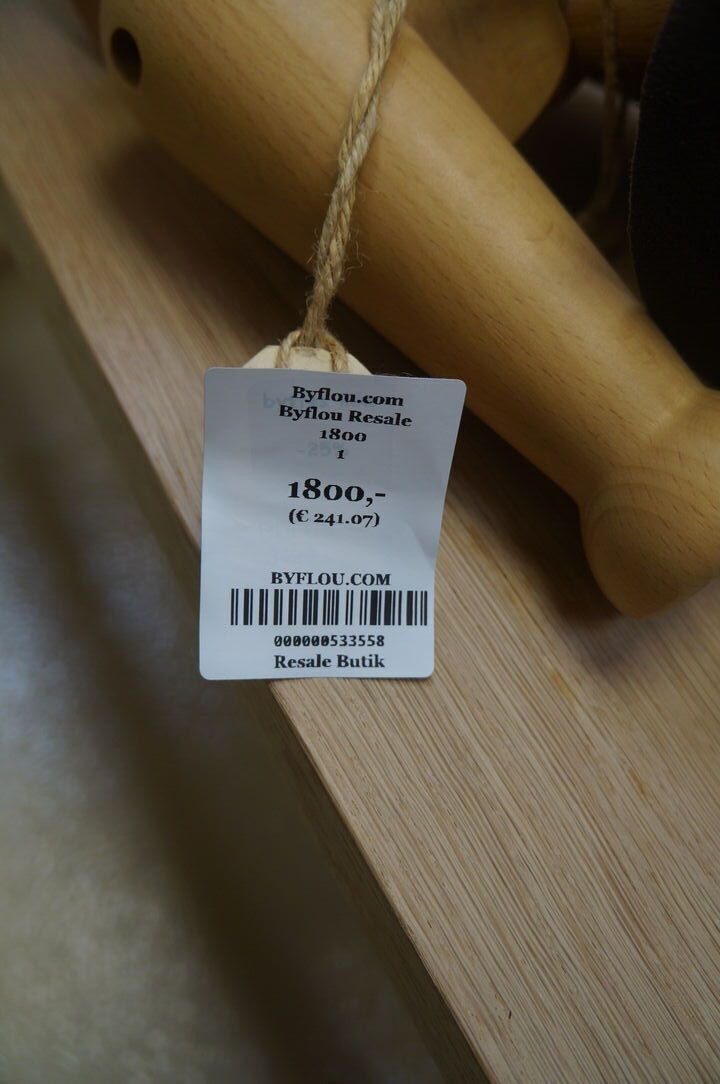 Byflou.com
Byflou Resale
1800
1
1800,-
(€ 241.07)
BYFLOU.COM
000000533558
Resale Butik